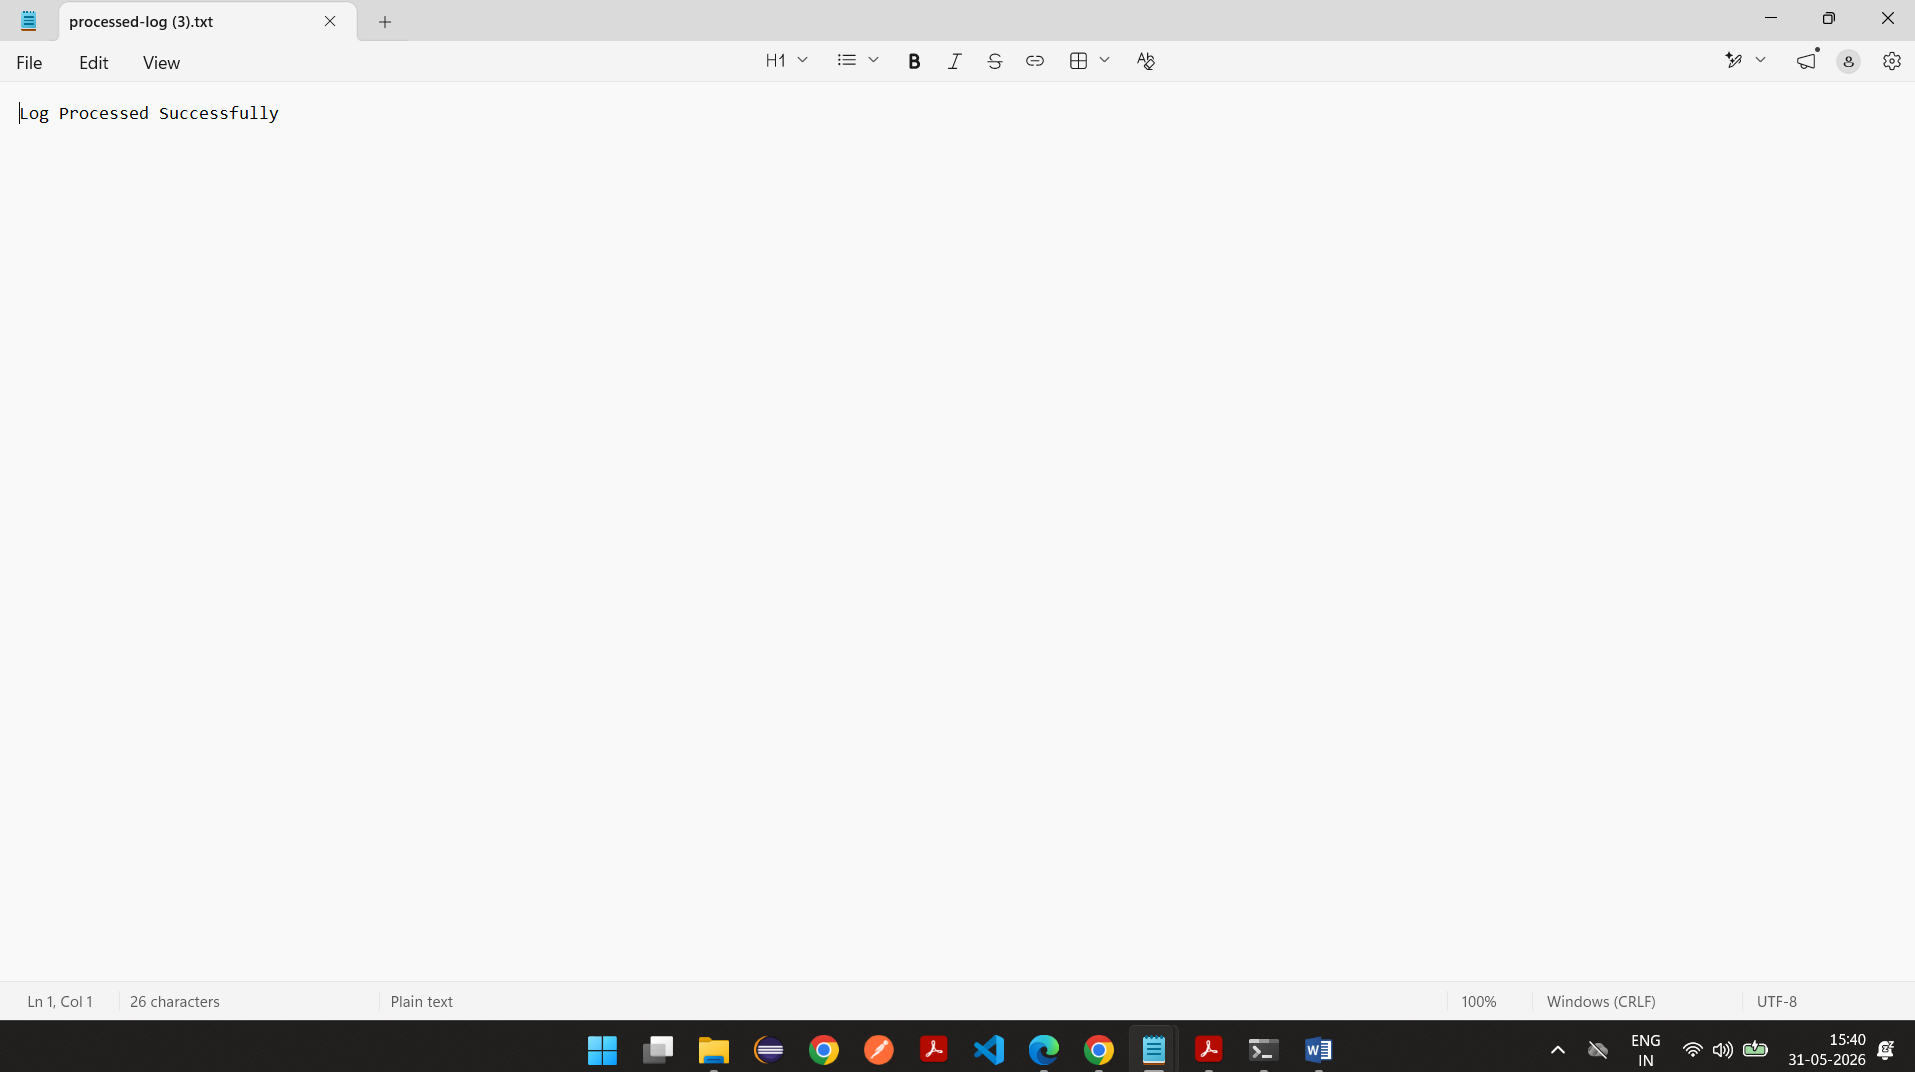 processed-log (3).txt
File Edit View
H1
Log Processed Successfully
Ln 1, Col 1 26 characters Plain text 100% Windows (CRLF) UTF-8
ENG
IN
15:40
31-05-2026